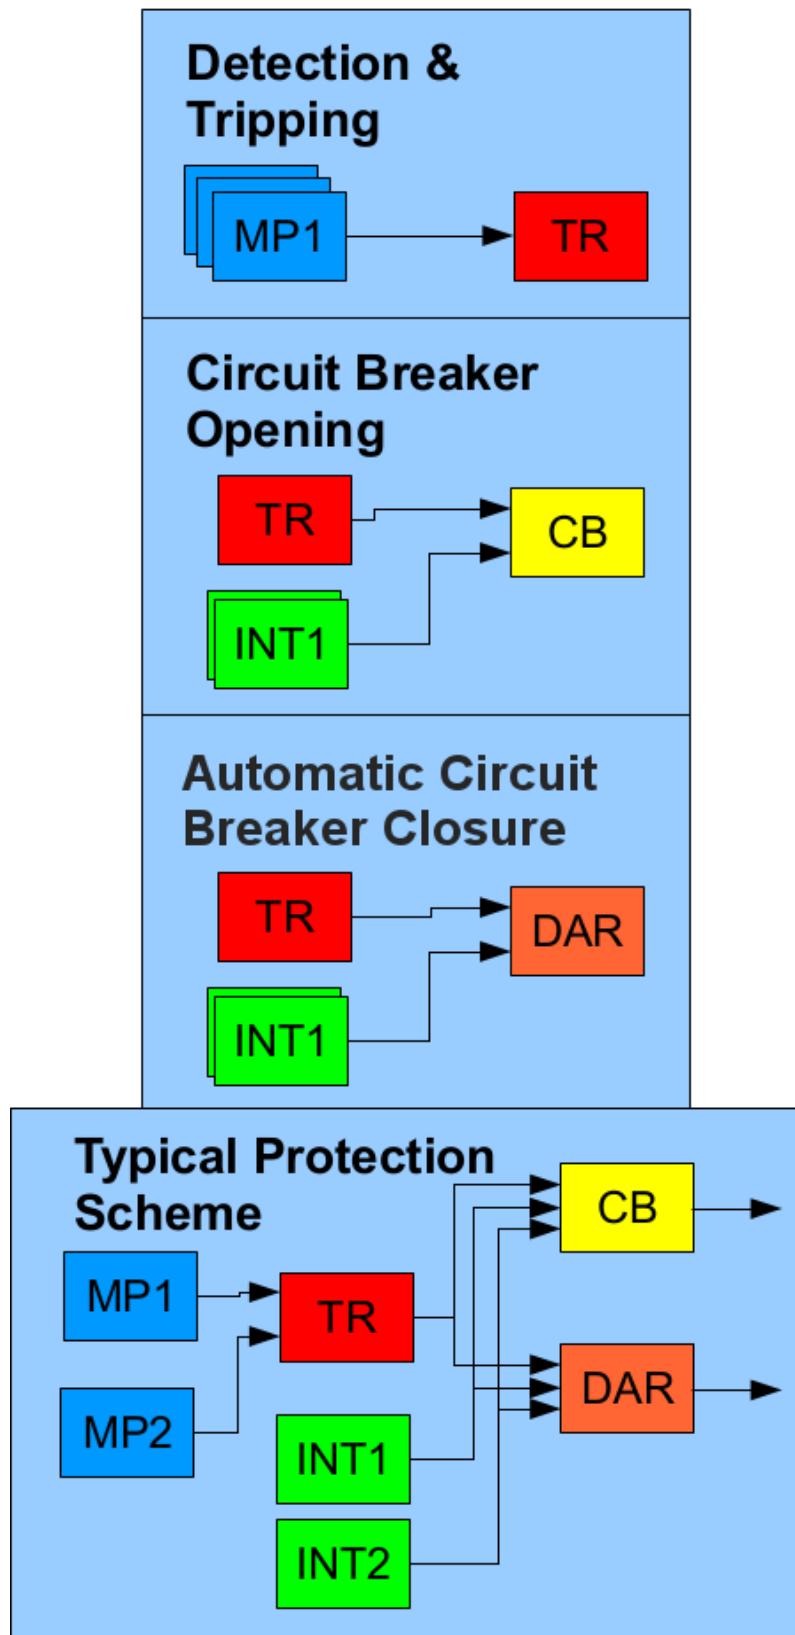 Detection &
Tripping
MP1
TR
Circuit Breaker
Opening
TR
CB
INT1
Automatic Circuit
Breaker Closure
TR
DAR
INT1
Typical Protection
Scheme
CB
MP1
TR
DAR
MP2
INT1
INT2